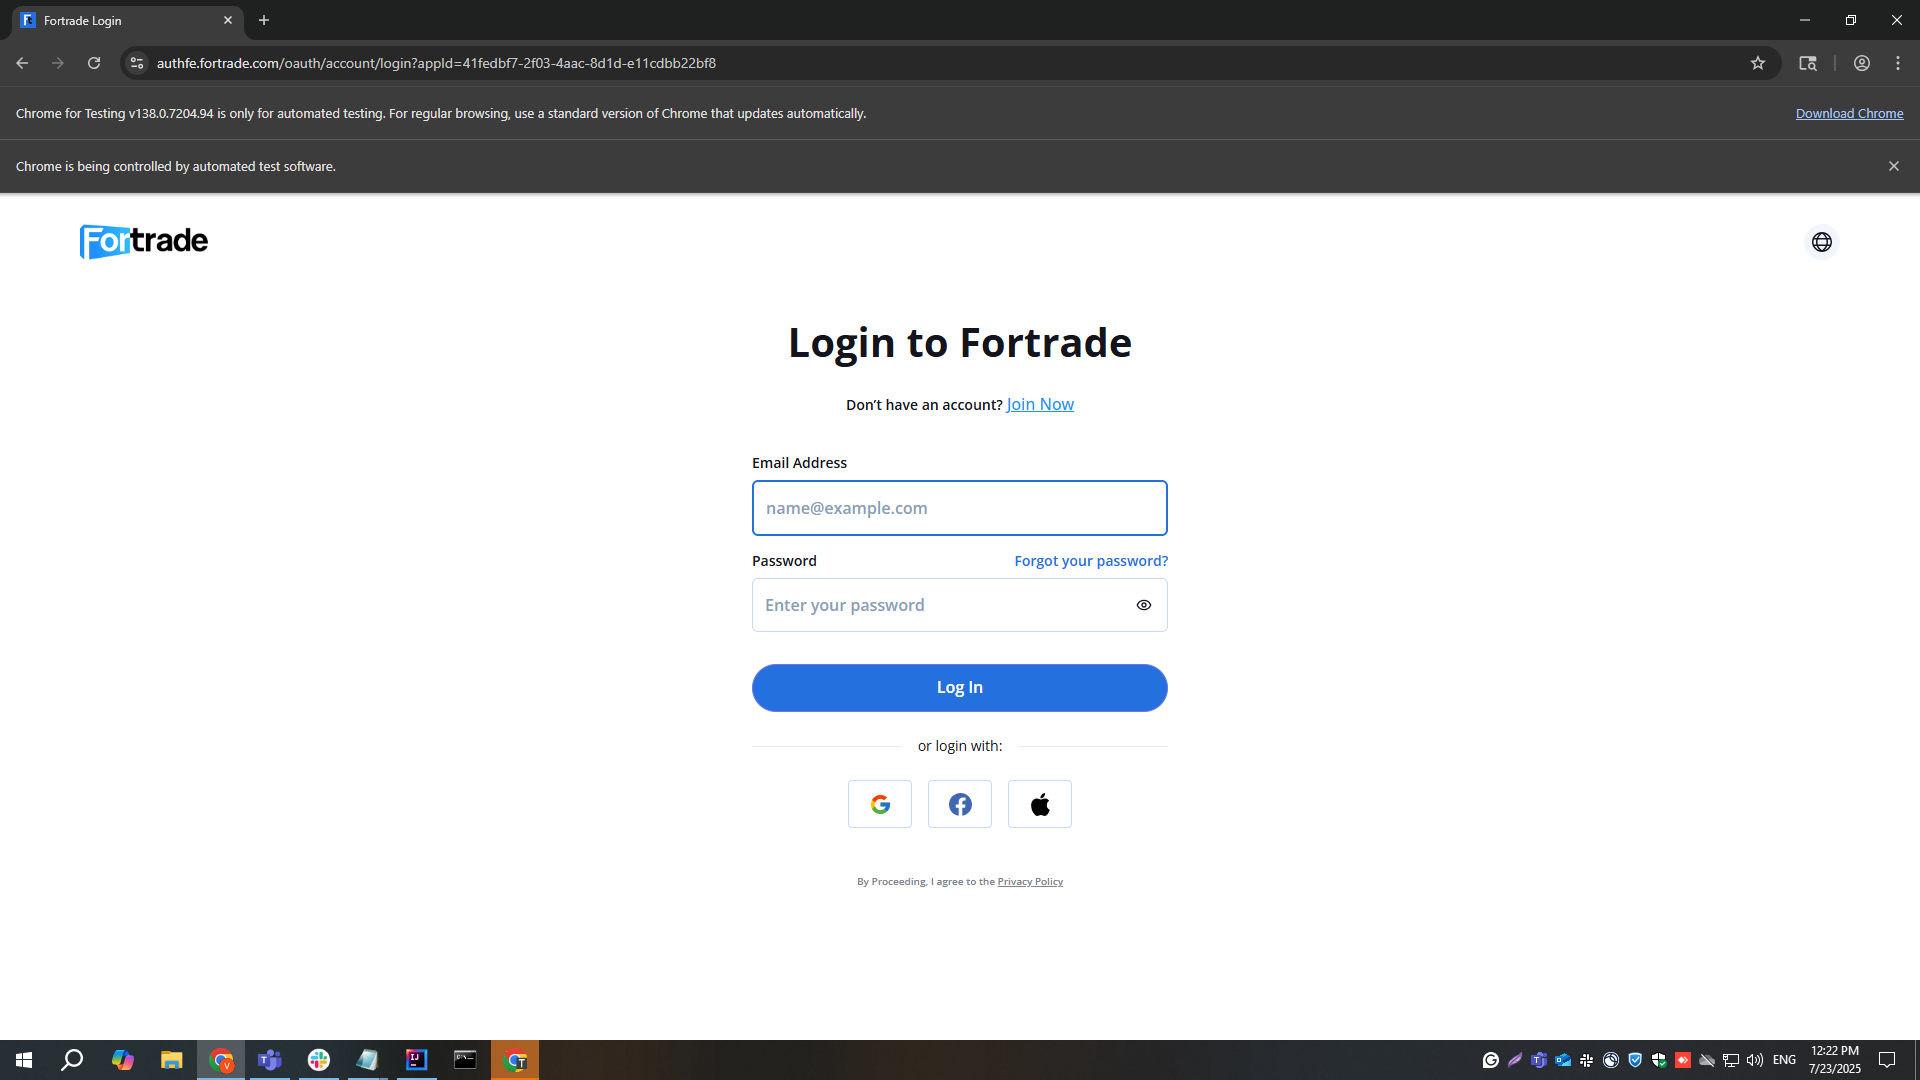 Fortrade Login
authfe.fortrade.com/oauth/account/login?appId=41fedbf7-2f03-4aac-8d1d-e11cdbb22bf8
Chrome for Testing v138.0.7204.94 is only for automated testing. For regular browsing, use a standard version of Chrome that updates automatically.
Download Chrome
Chrome is being controlled by automated test software.
Fortrade
Login to Fortrade
Don't have an account? Join Now
Email Address
name@example.com
Password
Forgot your password?
Enter your password
Log In
or login with:
By Proceeding, I agree to the Privacy Policy
ENG
12:22 PM
7/23/2025